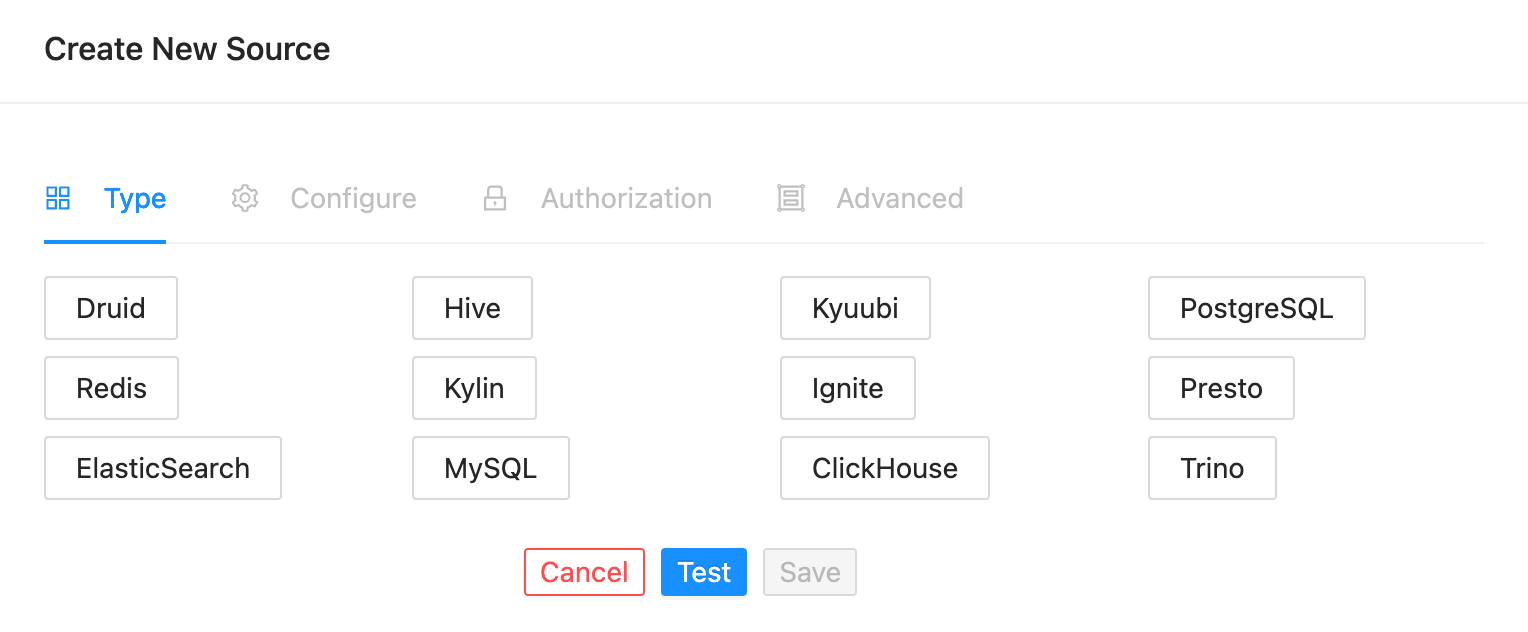 Create New Source
Type Configure Authorization Advanced
Druid Hive Kyuubi PostgreSQL
Redis Kylin Ignite Presto
ElasticSearch MySQL ClickHouse Trino
Cancel Test Save